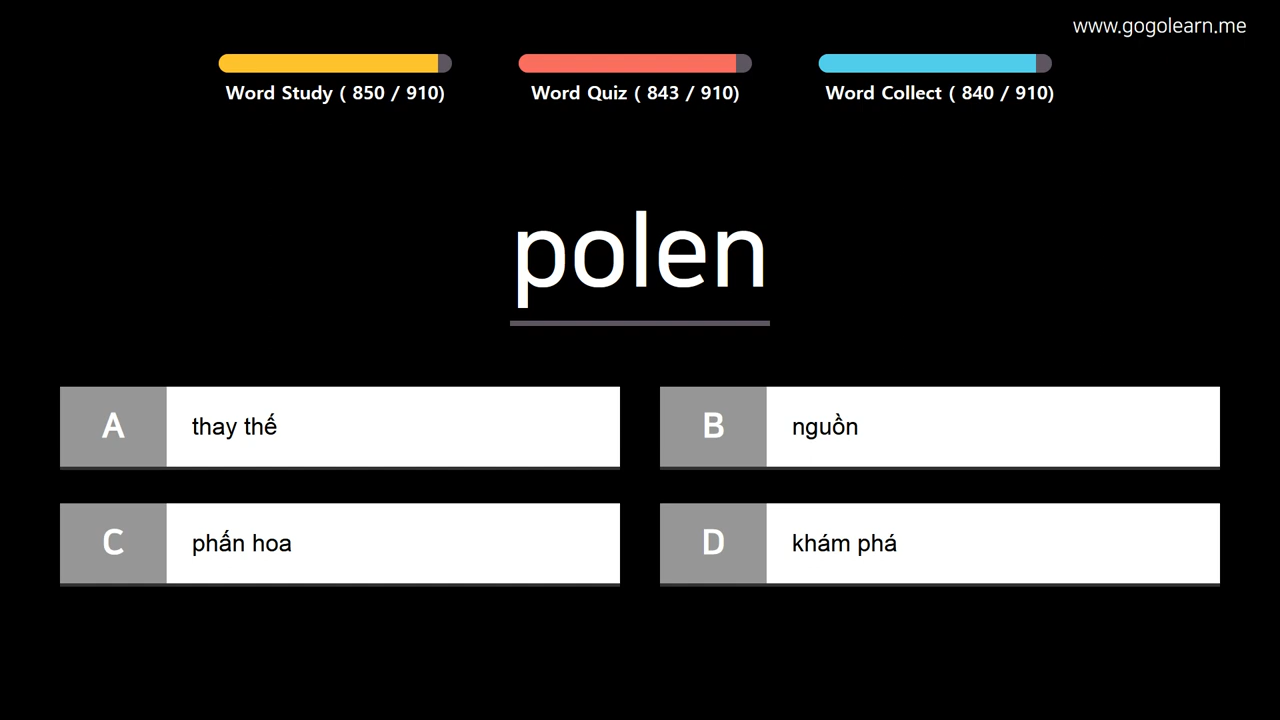 www.gogolearn.me
Word Study ( 850 / 910)
Word Quiz ( 843 / 910)
Word Collect ( 840 / 910)
polen
A thay thế
B nguồn
C phấn hoa
D khám phá